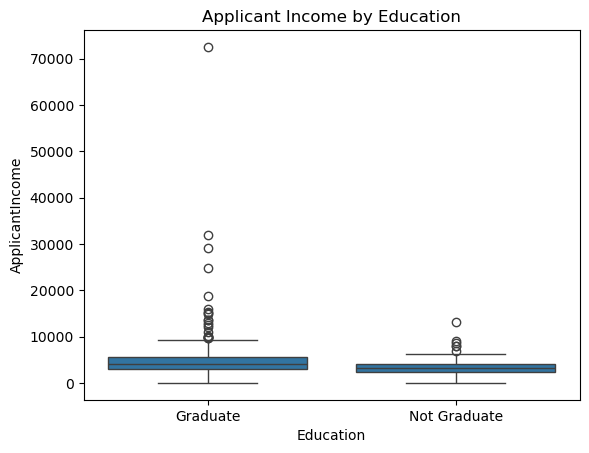 Applicant Income by Education
ApplicantIncome
70000
60000
50000
40000
30000
20000
10000
0
Graduate
Not Graduate
Education